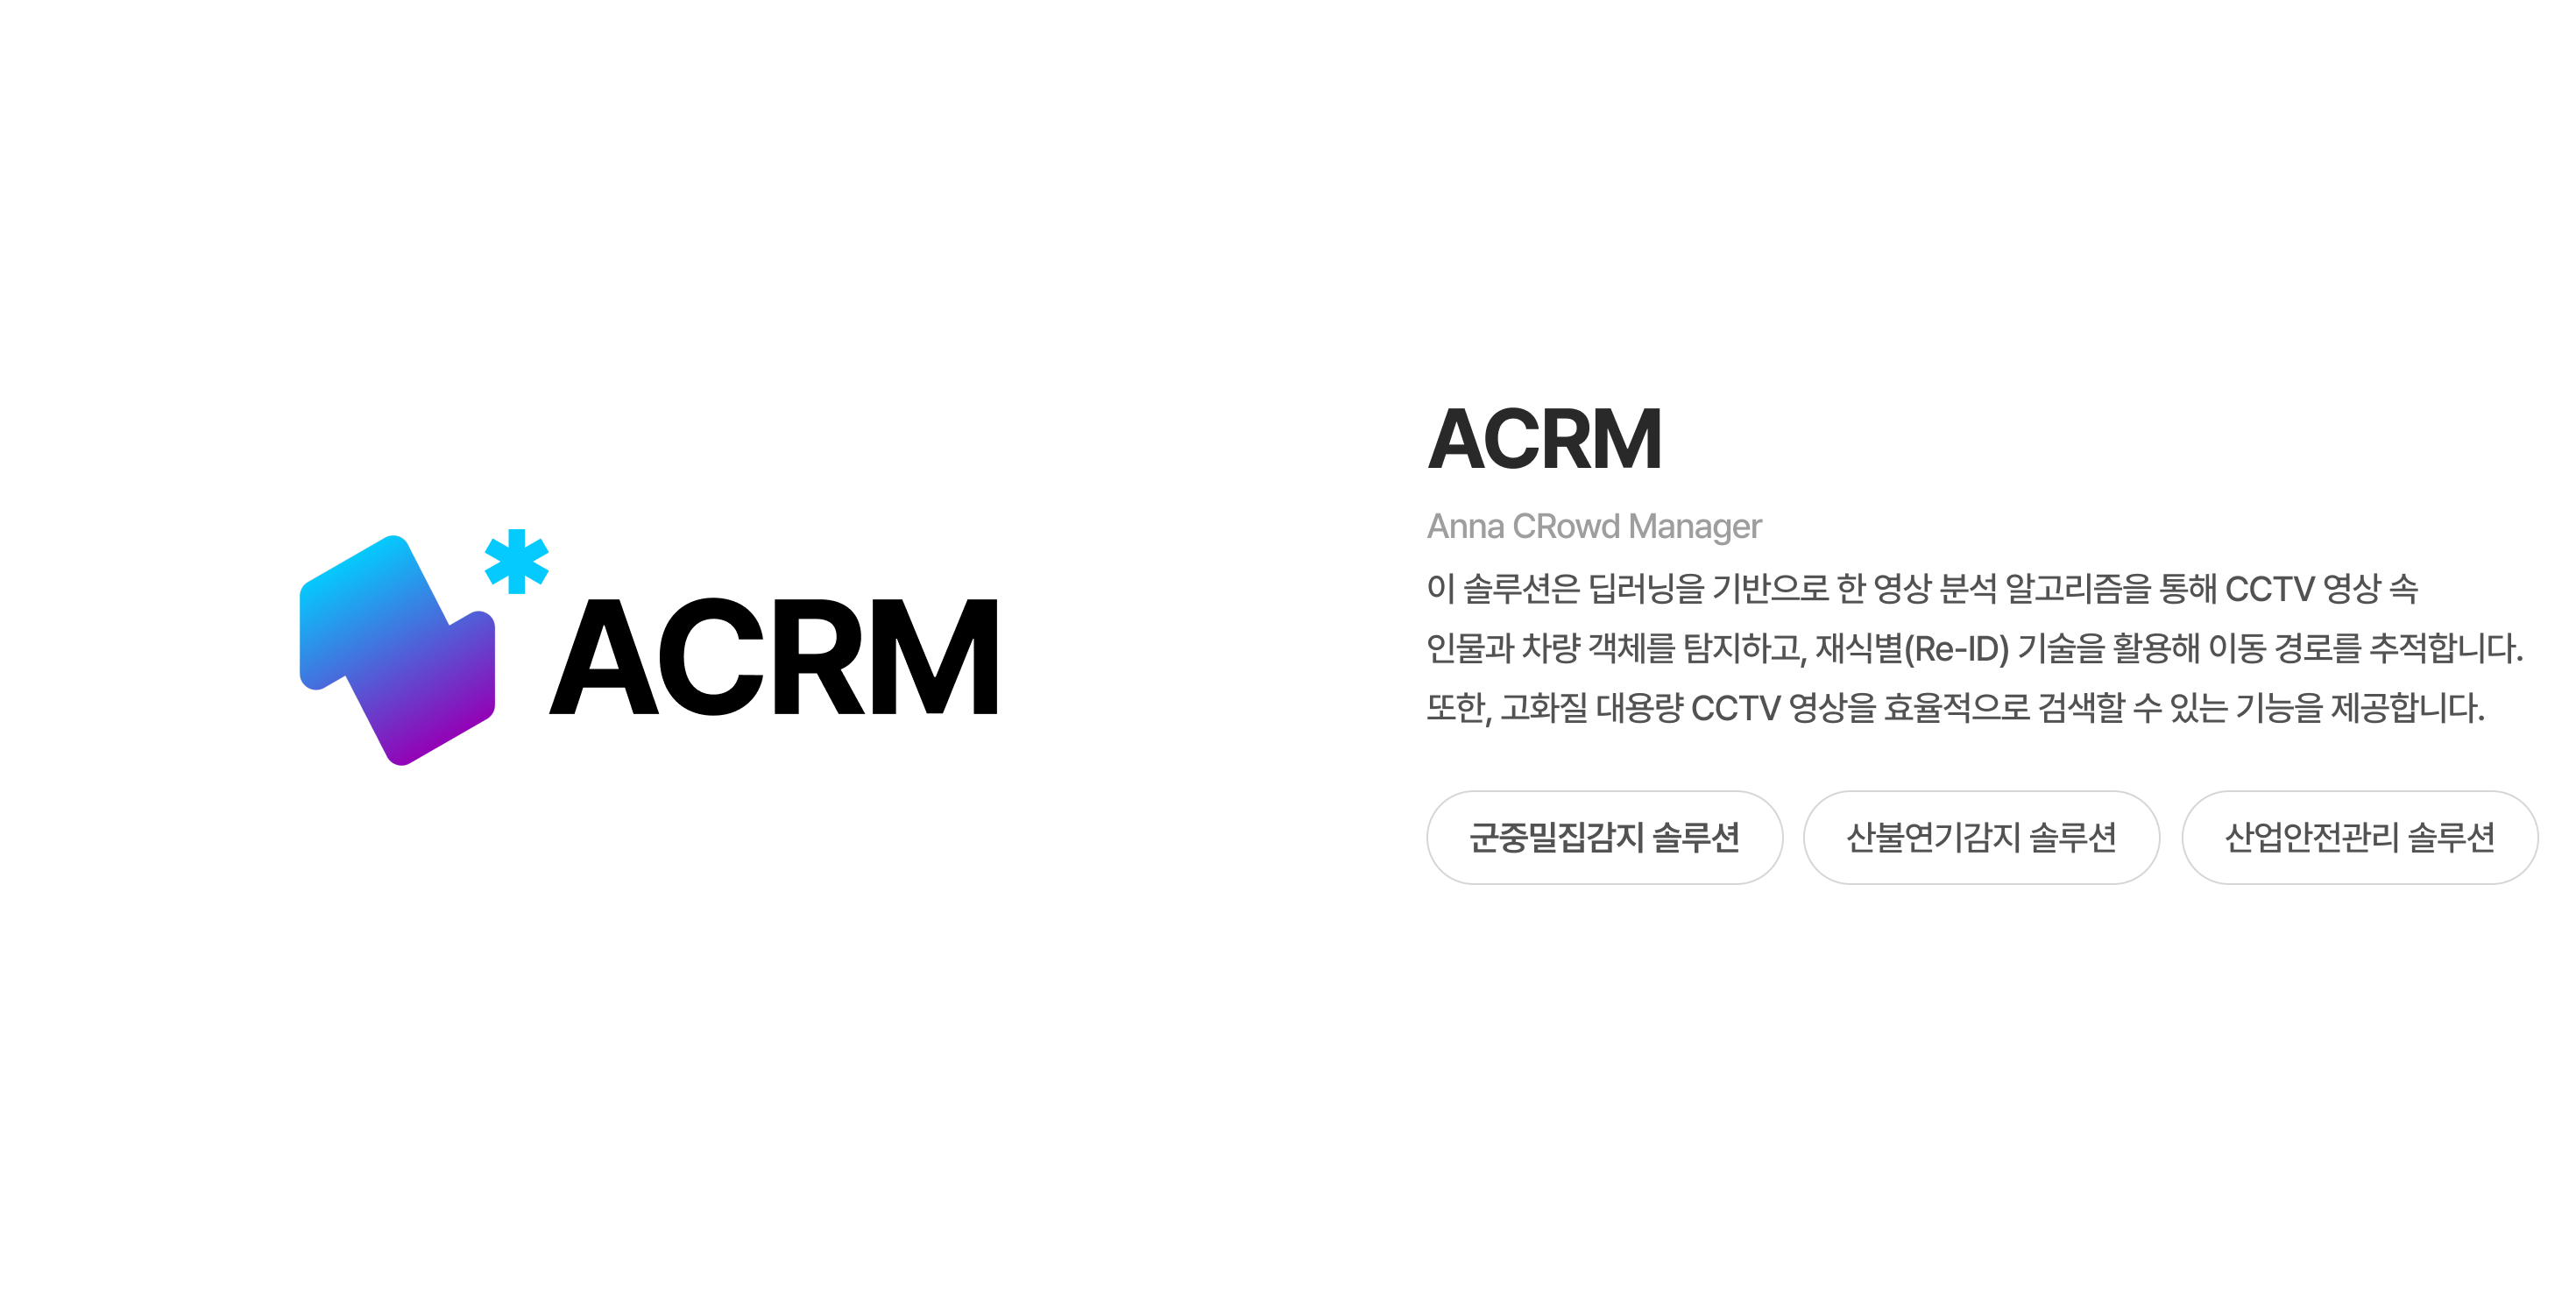 *ACRM
ACRM
Anna CRowd Manager
이 솔루션은 딥러닝을 기반으로 한 영상 분석 알고리즘을 통해 CCTV 영상 속
인물과 차량 객체를 탐지하고, 재식별(Re-ID) 기술을 활용해 이동 경로를 추적합니다.
또한, 고화질 대용량 CCTV 영상을 효율적으로 검색할 수 있는 기능을 제공합니다.
군중밀집감지 솔루션
산불연기감지 솔루션
산업안전관리 솔루션